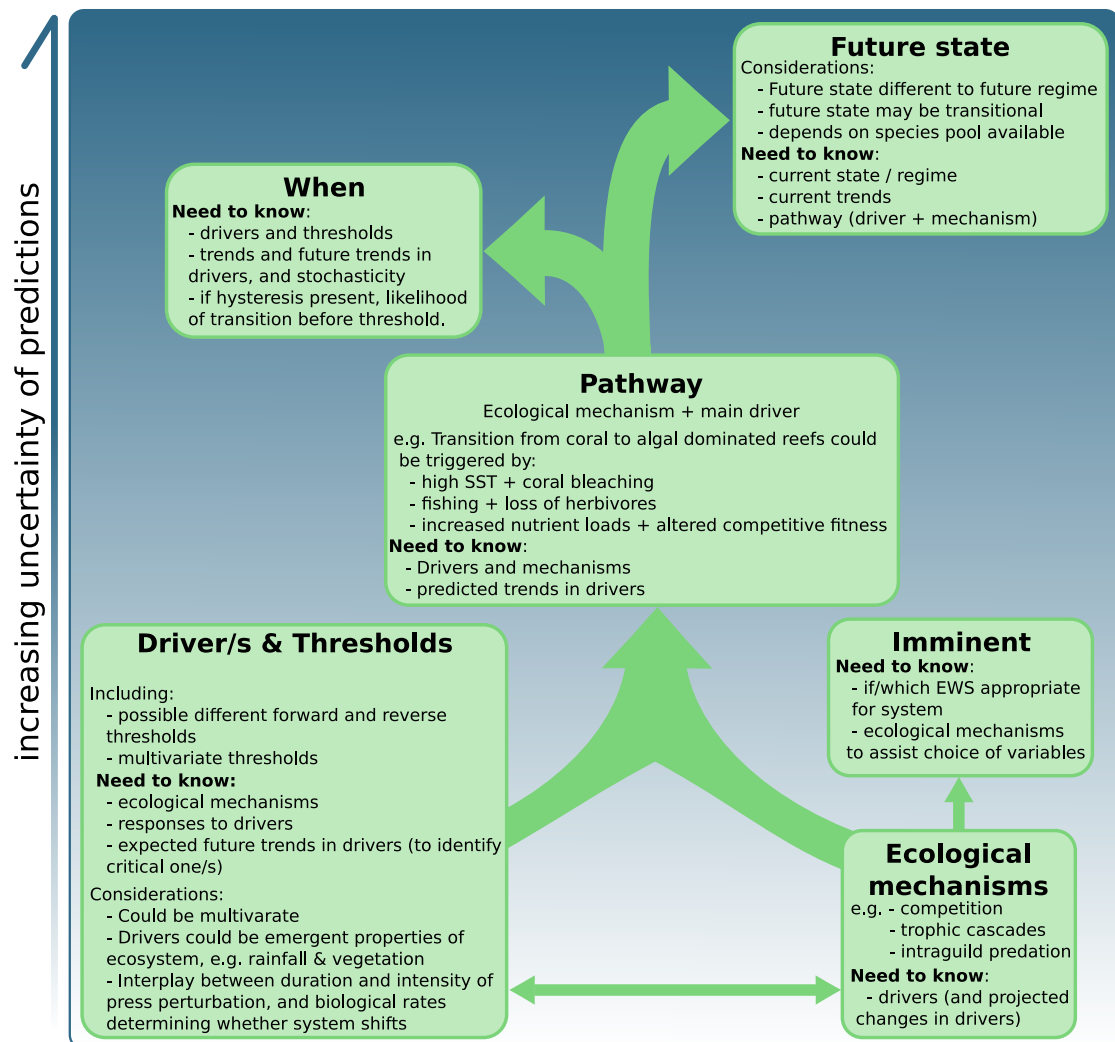 increasing uncertainty of predictions
Future state
Considerations:
- Future state different to future regime
- future state may be transitional
- depends on species pool available
Need to know:
- current state / regime
- current trends
- pathway (driver + mechanism)
When
Need to know:
- drivers and thresholds
- trends and future trends in
drivers, and stochasticity
- if hysteresis present, likelihood
of transition before threshold.
Pathway
Ecological mechanism + main driver
e.g. Transition from coral to algal dominated reefs could
be triggered by:
- high SST + coral bleaching
- fishing + loss of herbivores
- increased nutrient loads + altered competitive fitness
Need to know:
- Drivers and mechanisms
- predicted trends in drivers
Driver/s & Thresholds
Including:
- possible different forward and reverse
thresholds
- multivariate thresholds
Need to know:
- ecological mechanisms
- responses to drivers
- expected future trends in drivers (to identify
critical one/s)
Considerations:
- Could be multivarate
- Drivers could be emergent properties of
ecosystem, e.g. rainfall & vegetation
- Interplay between duration and intensity of
press perturbation, and biological rates
determining whether system shifts
Imminent
Need to know:
- if/which EWS appropriate
for system
- ecological mechanisms
to assist choice of variables
Ecological
mechanisms
e.g. - competition
- trophic cascades
- intraguild predation
Need to know:
- drivers (and projected
changes in drivers)